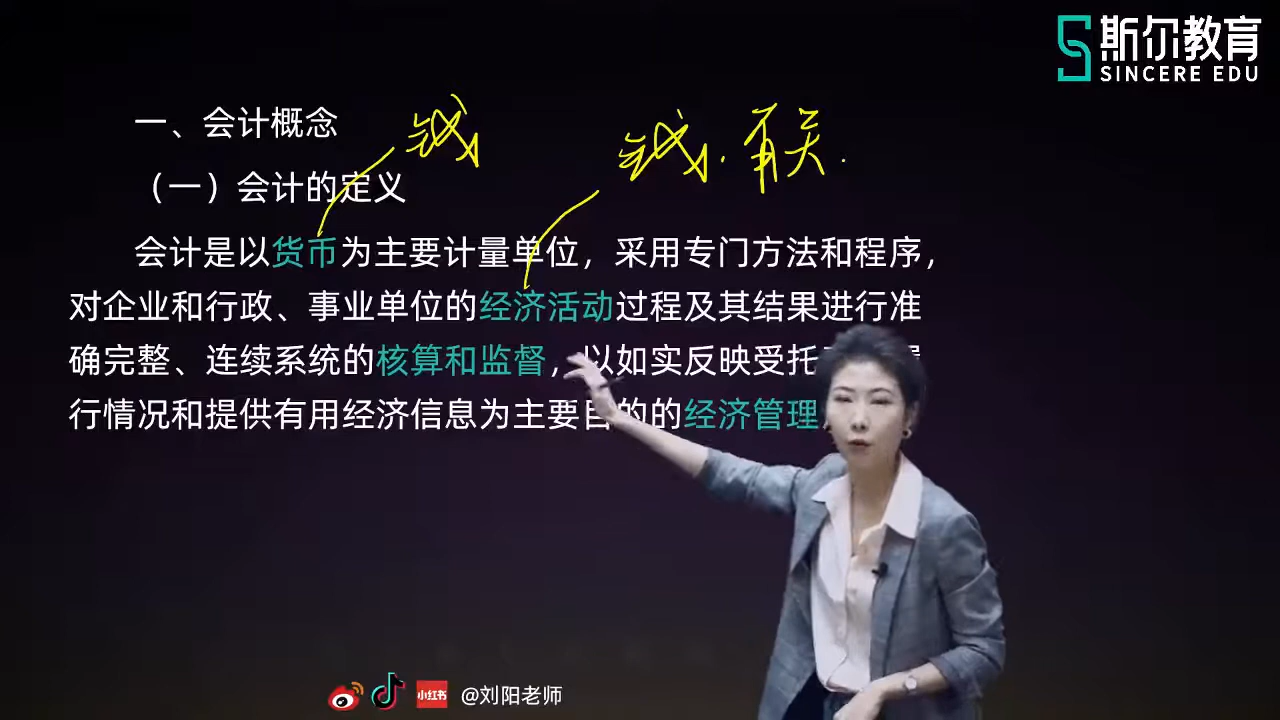 斯尔教育
SINCERE EDU
一、会计概念
钱
钱.有关.
（一）会计的定义
会计是以货币为主要计量单位，采用专门方法和程序，
对企业和行政、事业单位的经济活动过程及其结果进行准
确完整、连续系统的核算和监督，以如实反映受托
行情况和提供有用经济信息为主要目的的经济管理
小红书 @刘阳老师